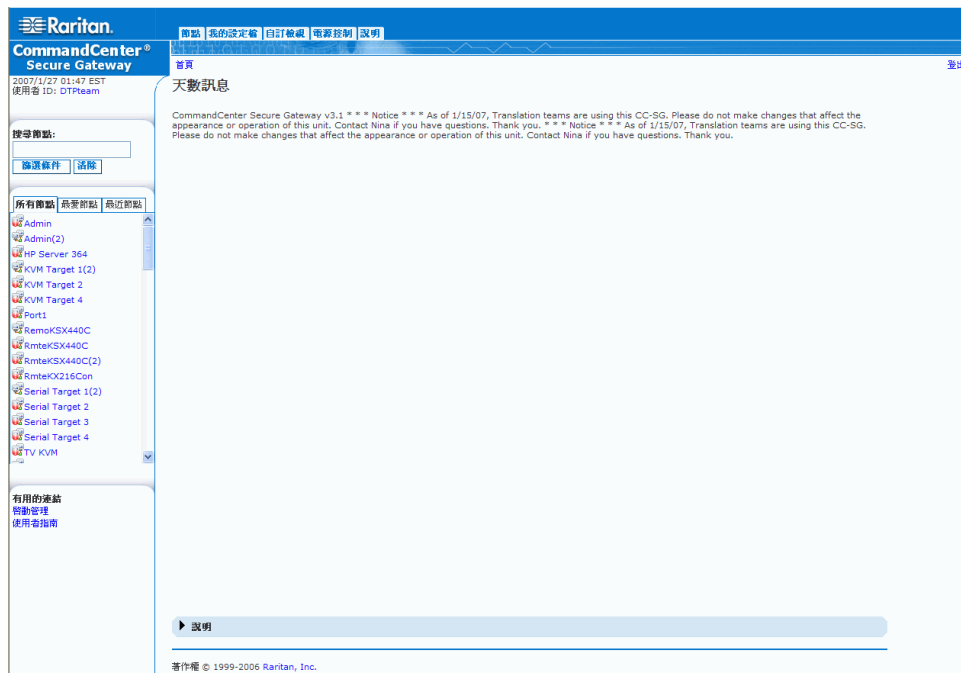 Raritan.
CommandCenter®
Secure Gateway
節點 我的設定檔 自訂檢視 電源控制 說明
首頁
登出
2007/1/27 01:47 EST
使用者 ID: DTPteam
天數訊息
CommandCenter Secure Gateway v3.1 * * * Notice * * * As of 1/15/07, Translation teams are using this CC-SG. Please do not make changes that affect the
appearance or operation of this unit. Contact Nina if you have questions. Thank you. * * * Notice * * * As of 1/15/07, Translation teams are using this CC-SG.
Please do not make changes that affect the appearance or operation of this unit. Contact Nina if you have questions. Thank you.
搜尋節點:
篩選條件 清除
所有節點 最愛節點 最近節點
Admin
Admin(2)
HP Server 364
KVM Target 1(2)
KVM Target 2
KVM Target 4
Port1
RemoKSX440C
RmteKSX440C
RmteKSX440C(2)
RmteKX216Con
Serial Target 1(2)
Serial Target 2
Serial Target 3
Serial Target 4
TV KVM
有用的連結
啓動管理
使用者指南
說明
著作權 © 1999-2006 Raritan, Inc.